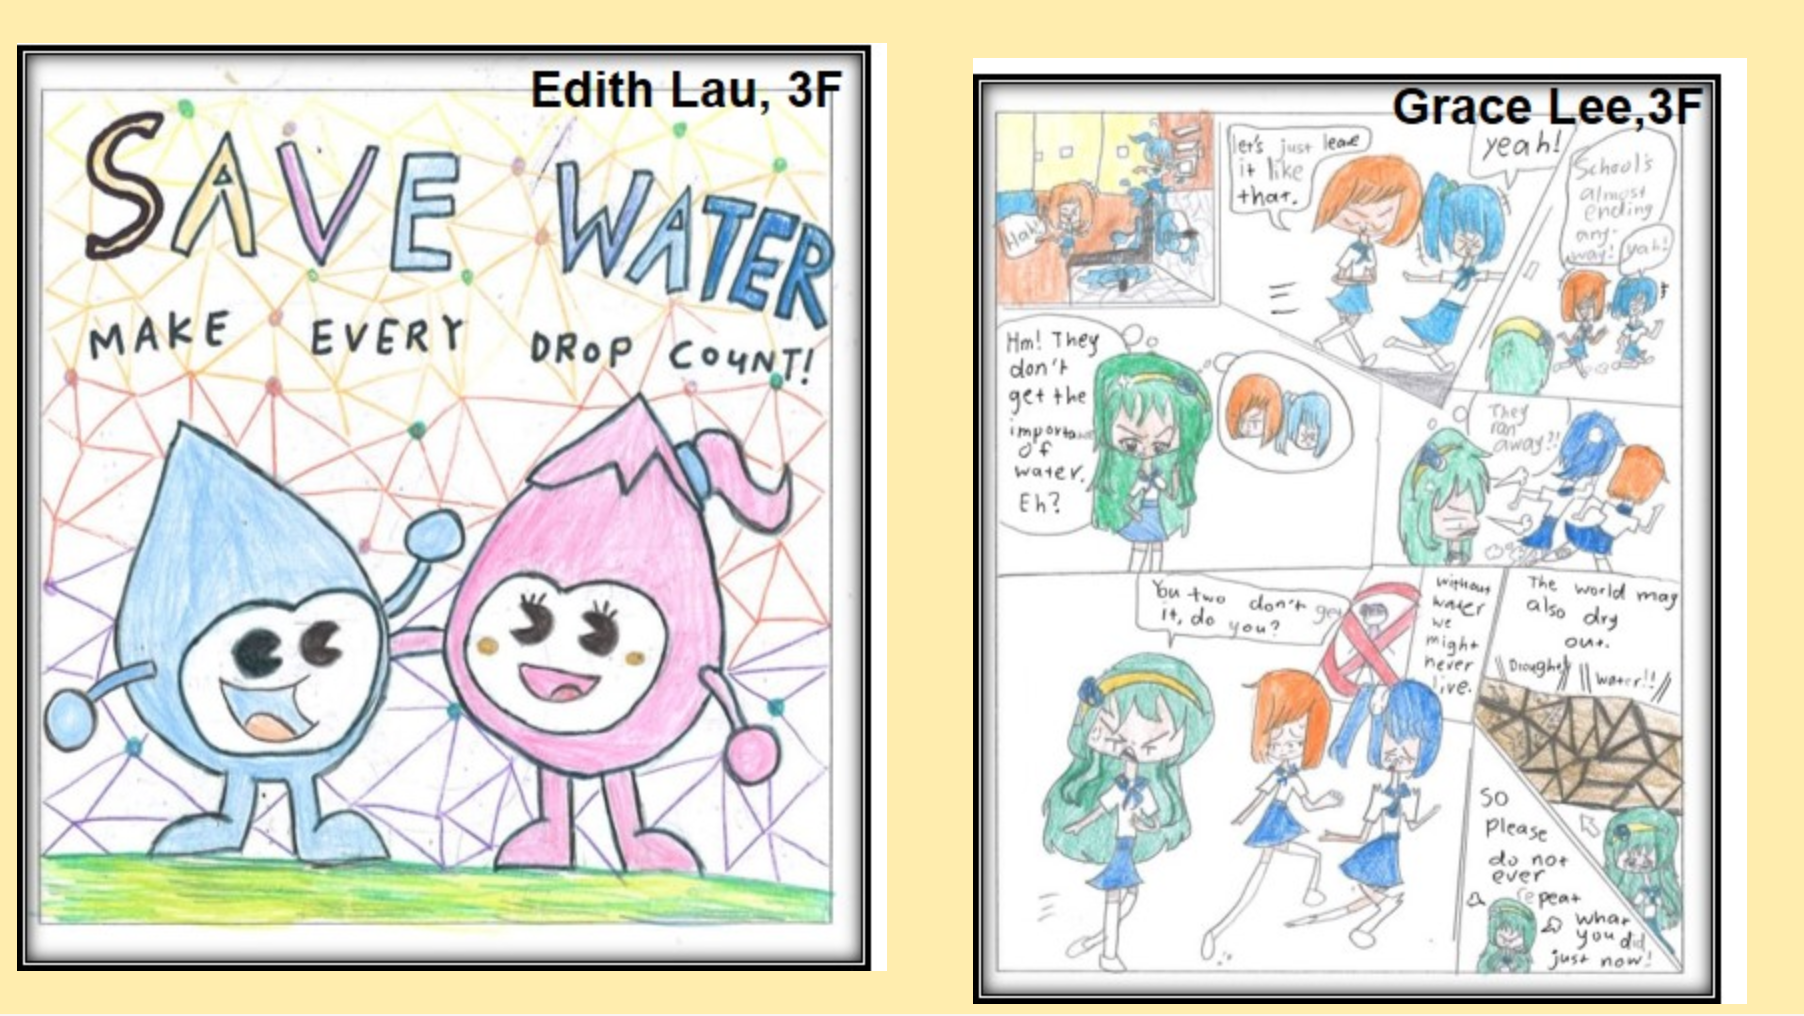 Edith Lau, 3F
SAVE WATER
MAKE EVERY DROP COUNT!
Grace Lee,3F
Hah!
let's just leave
it like
that.
yeah!
School's
almost
ending
any-
way!
yah!
Hm! They
don't
get the
importa
of
water.
Eh?
They
ran
away!!
You two don't get
it, do you?
without
water
we
might
never
live.
The world may
also dry
out.
Drought
water!!
So
please
do not
ever
repeat
what
you did
just now!